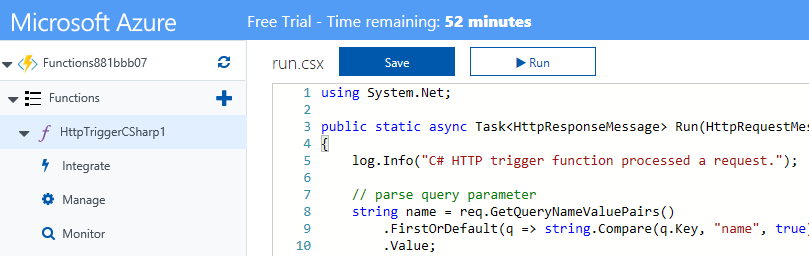 Microsoft Azure Free Trial - Time remaining: 52 minutes
Functions881bbb07
Functions
HttpTriggerCSharp1
Integrate
Manage
Monitor
run.csx Save Run
1 using System.Net;
2
3 public static async Task<HttpResponseMessage> Run(HttpRequestMes
4 {
5 log.Info("C# HTTP trigger function processed a request.");
6
7 // parse query parameter
8 string name = req.GetQueryNameValuePairs()
9 .FirstOrDefault(q => string.Compare(q.Key, "name", true)
10 .Value;